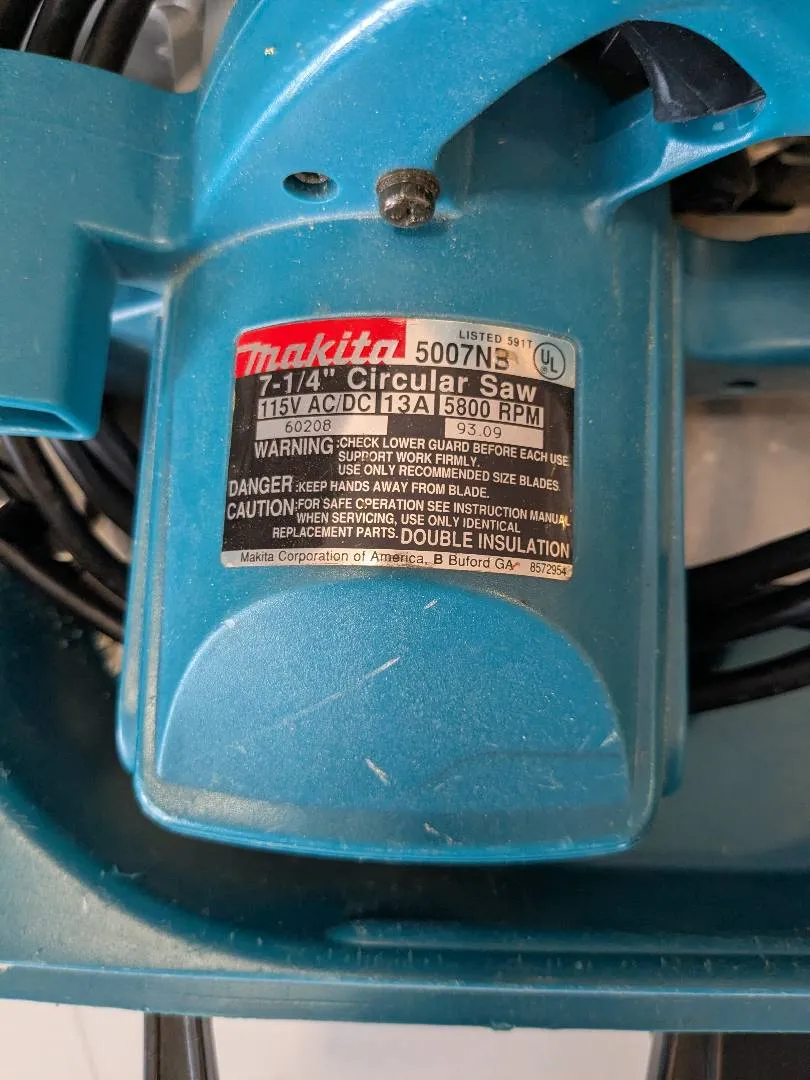 LISTED 591T
makita 5007NB UL
7-1/4" Circular Saw
115V AC/DC 13A 5800 RPM
60208 93.09
WARNING :CHECK LOWER GUARD BEFORE EACH USE
SUPPORT WORK FIRMLY.
USE ONLY RECOMMENDED SIZE BLADES.
DANGER :KEEP HANDS AWAY FROM BLADE.
CAUTION :FOR SAFE OPERATION SEE INSTRUCTION MANUAL
WHEN SERVICING, USE ONLY IDENTICAL
REPLACEMENT PARTS. DOUBLE INSULATION
Makita Corporation of America, B Buford GA 8572954